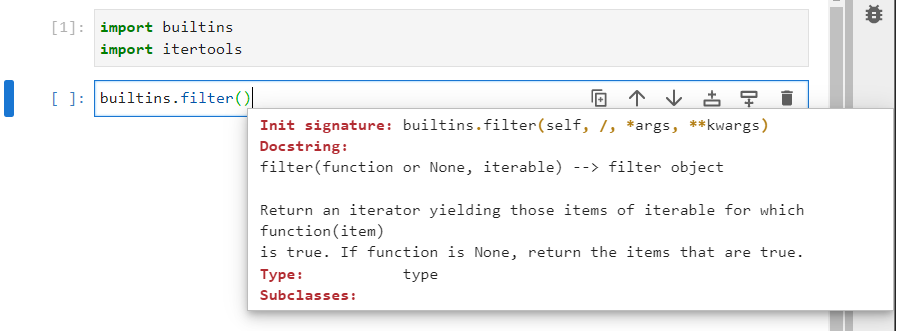 [1]: import builtins
import itertools
[ ]: builtins.filter()
Init signature: builtins.filter(self, /, *args, **kwargs)
Docstring:
filter(function or None, iterable) --> filter object
Return an iterator yielding those items of iterable for which
function(item)
is true. If function is None, return the items that are true.
Type: type
Subclasses: